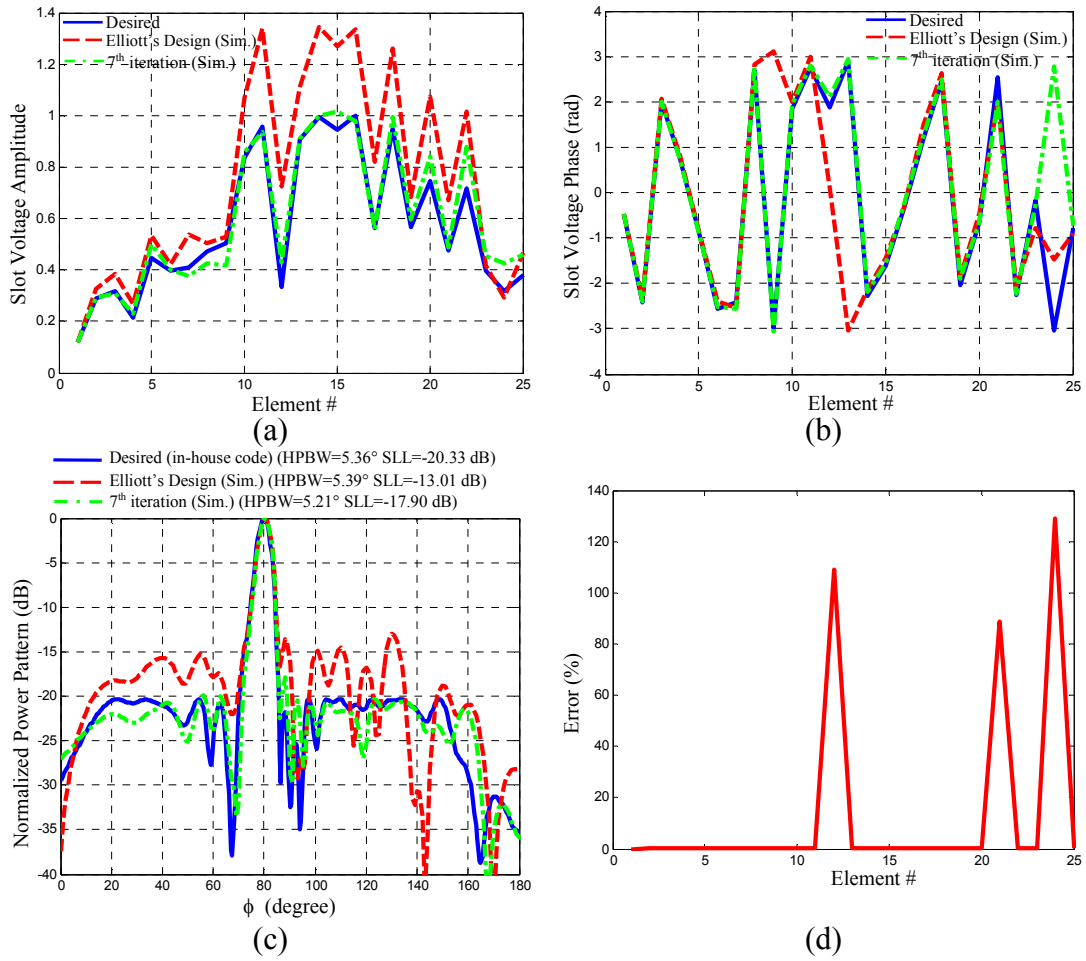 Desired
Elliott's Design (Sim.)
7th iteration (Sim.)
1.4
1.2
1
0.8
0.6
0.4
0.2
0
0 5 10 15 20 25
Slot Voltage Amplitude
Element #
(a)
Desired
Elliott's Design (Sim.)
7th iteration (Sim.)
4
3
2
1
0
-1
-2
-3
-4
0 5 10 15 20 25
Slot Voltage Phase (rad)
Element #
(b)
Desired (in-house code) (HPBW=5.36° SLL=-20.33 dB)
Elliott's Design (Sim.) (HPBW=5.39° SLL=-13.01 dB)
7th iteration (Sim.) (HPBW=5.21° SLL=-17.90 dB)
0
-5
-10
-15
-20
-25
-30
-35
-40
0 20 40 60 80 100 120 140 160 180
Normalized Power Pattern (dB)
ϕ (degree)
(c)
140
120
100
80
60
40
20
0
0 5 10 15 20 25
Error (%)
Element #
(d)